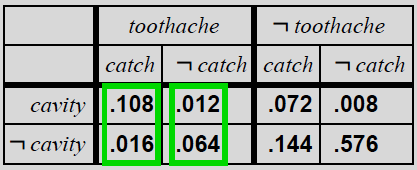 toothache ¬ toothache
catch ¬ catch catch ¬ catch
cavity .108 .012 .072 .008
¬ cavity .016 .064 .144 .576